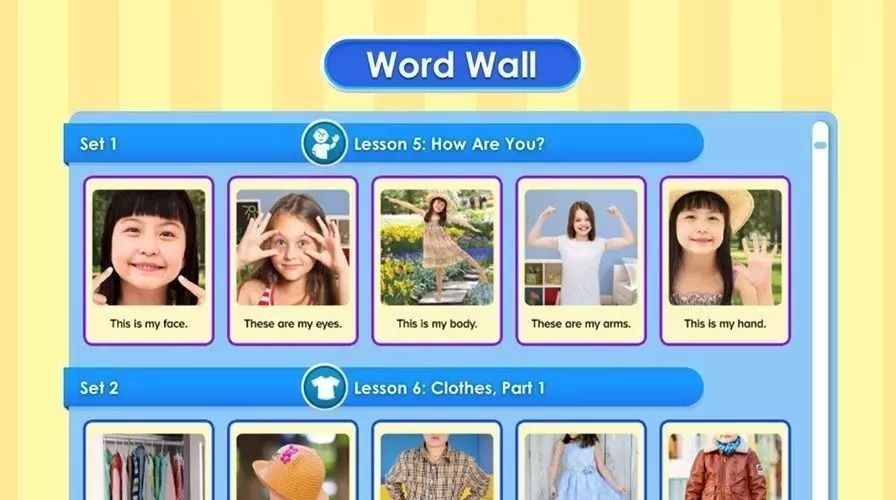 Word Wall
Set 1
Lesson 5: How Are You?
This is my face.
These are my eyes.
This is my body.
These are my arms.
This is my hand.
Set 2
Lesson 6: Clothes, Part 1